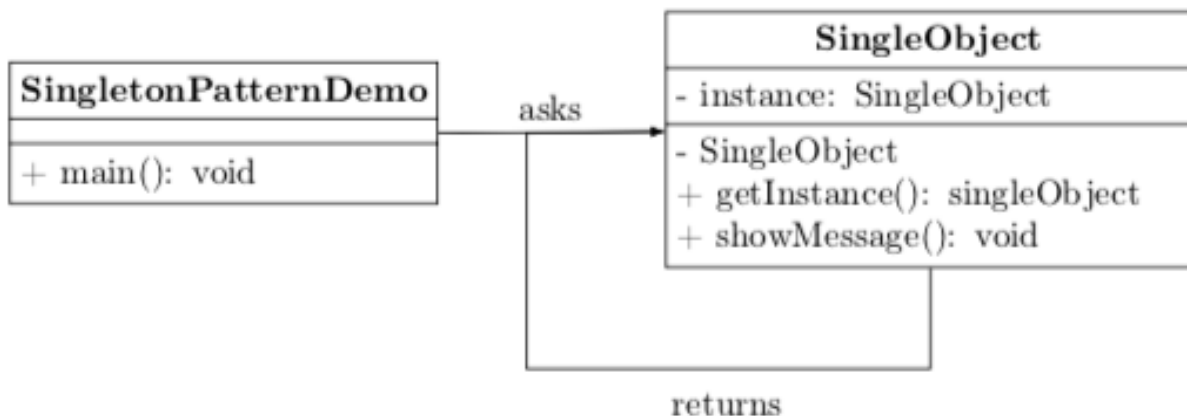 SingletonPatternDemo
+ main(): void
asks
SingleObject
- instance: SingleObject
- SingleObject
+ getInstance(): singleObject
+ showMessage(): void
returns